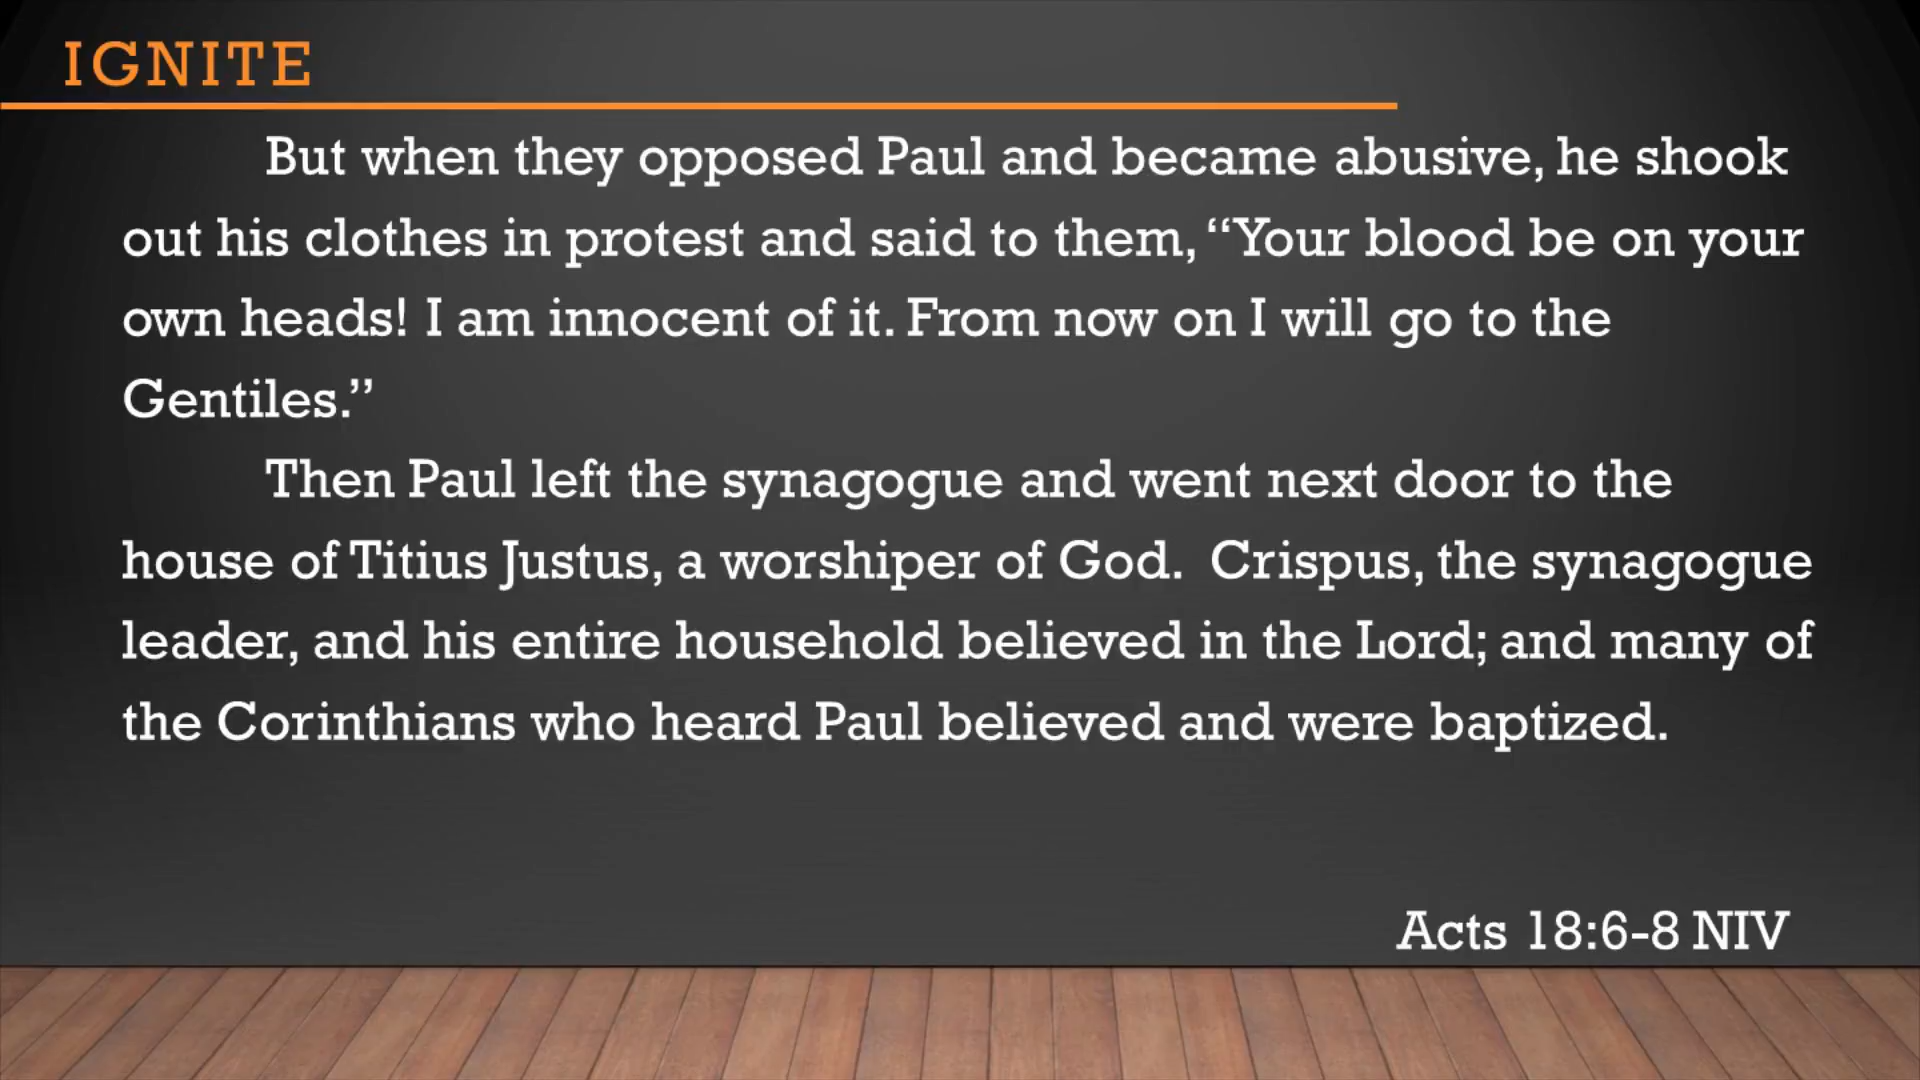 IGNITE
But when they opposed Paul and became abusive, he shook
out his clothes in protest and said to them, “Your blood be on your
own heads! I am innocent of it. From now on I will go to the
Gentiles.”
Then Paul left the synagogue and went next door to the
house of Titius Justus, a worshiper of God.  Crispus, the synagogue
leader, and his entire household believed in the Lord; and many of
the Corinthians who heard Paul believed and were baptized.
Acts 18:6-8 NIV